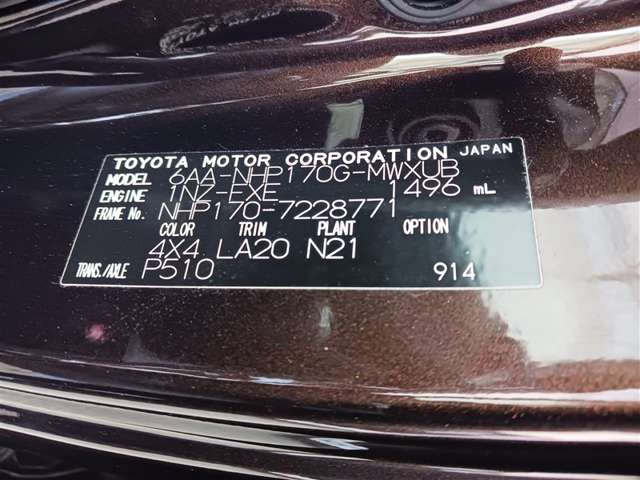 TOYOTA MOTOR CORPORATION JAPAN
MODEL 6AA-NHP170G-MWXUB
ENGINE 1NZ-EXE 1496 mL
FRAME No. NHP170-7228771
COLOR TRIM PLANT OPTION
4X4 LA20 N21
TRANS./AXLE P510 914